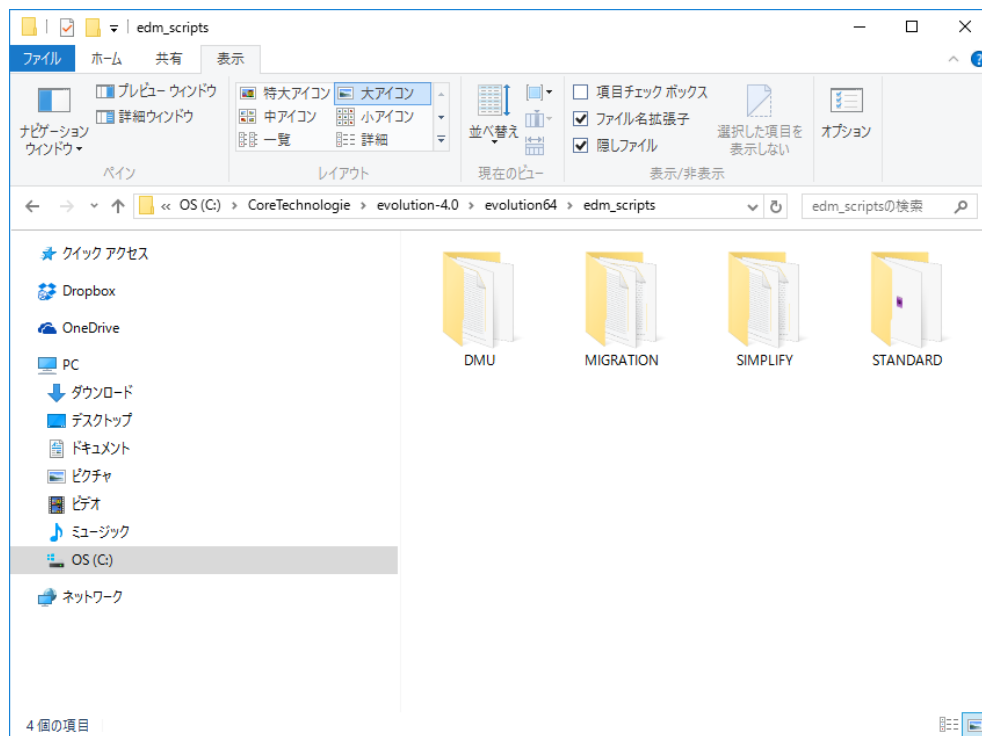 edm_scripts
ファイル ホーム 共有 表示
ナビゲーション ウィンドウ
プレビュー ウィンドウ
詳細ウィンドウ
ペイン
特大アイコン 大アイコン
中アイコン 小アイコン
一覧 詳細
レイアウト
並べ替え
現在のビュー
項目チェック ボックス
ファイル名拡張子
隠しファイル
選択した項目を
表示しない
表示/非表示
オプション
« OS (C:) > CoreTechnologie > evolution-4.0 > evolution64 > edm_scripts
edm_scriptsの検索
クイック アクセス
Dropbox
OneDrive
PC
ダウンロード
デスクトップ
ドキュメント
ピクチャ
ビデオ
ミュージック
OS (C:)
ネットワーク
DMU MIGRATION SIMPLIFY STANDARD
4 個の項目